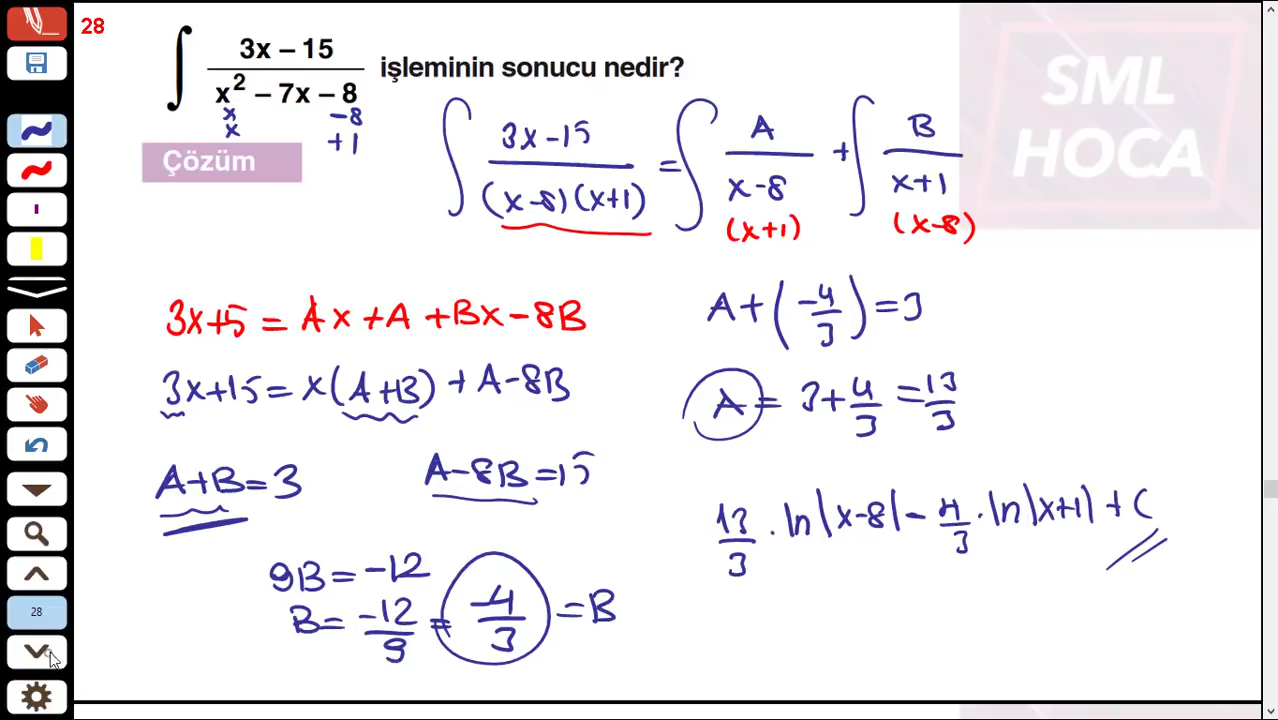 28
∫ 3x – 15 / x² – 7x – 8 işleminin sonucu nedir?
x -8
x +1
SML
HOCA
Çözüm
∫ 3x-15 / (x-8)(x+1) = ∫ A / x-8 + ∫ B / x+1
(x+1) (x-8)
3x+5 = Ax + A + Bx - 8B
3x+15 = x(A+B) + A-8B
A+B = 3 A-8B = 15
9B = -12
B = -12/9 = -4/3 = B
A + (-4/3) = 3
A = 3 + 4/3 = 13/3
13/3 . ln|x-8| - 4/3 . ln|x+1| + C
28